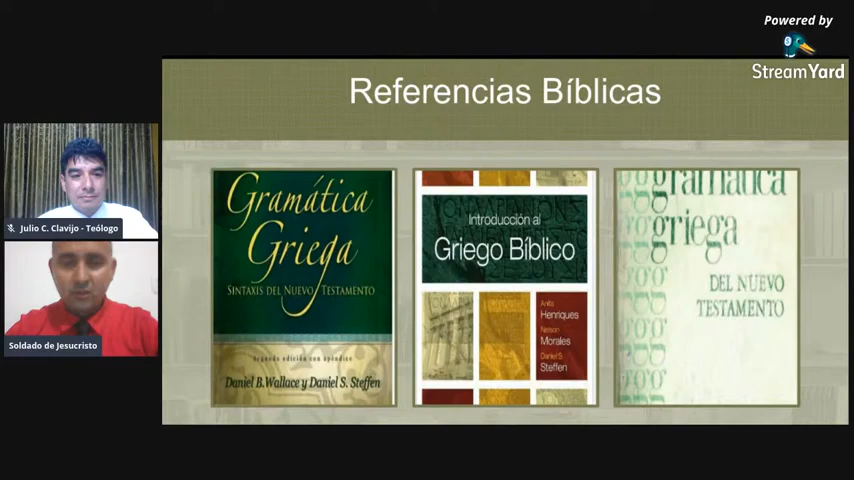 Powered by
StreamYard
Referencias Bíblicas
Julio C. Clavijo - Teólogo
Soldado de Jesucristo
Gramática
Griega
SINTAXIS DEL NUEVO TESTAMENTO
Segunda edición con apéndice
Daniel B. Wallace y Daniel S. Steffen
Introducción al
Griego Bíblico
Anita
Henriques
Nelson
Morales
Daniel S.
Steffen
gramática
griega
DEL NUEVO
TESTAMENTO